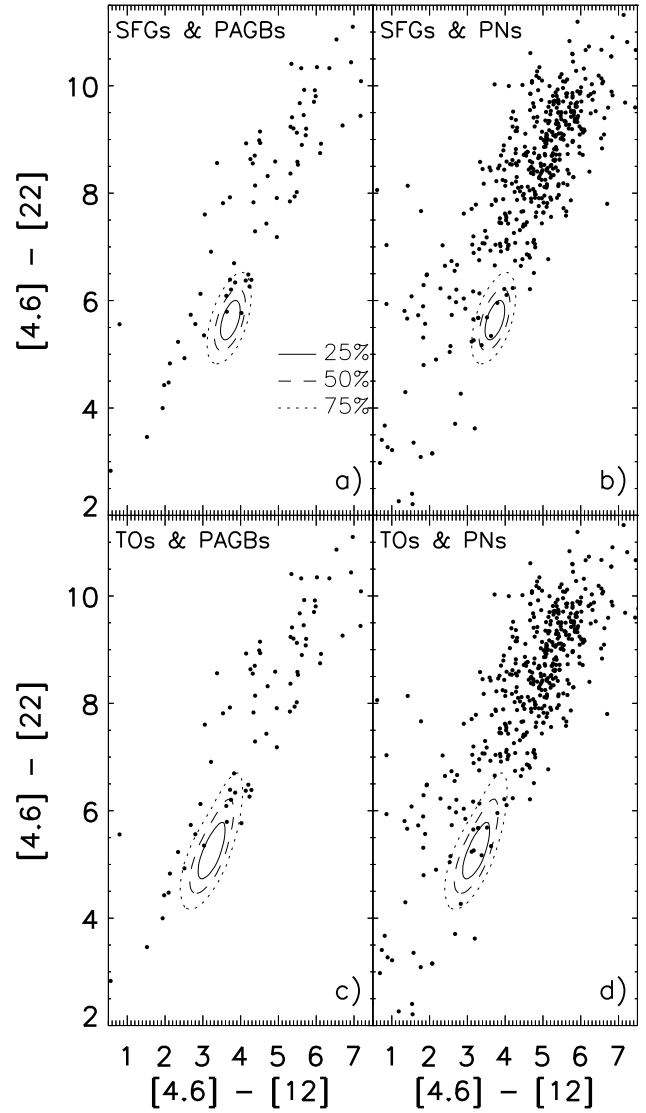 SFGs & PAGBs
SFGs & PNs
10
8
6
4
2
[4.6] – [22]
25%
50%
75%
a)
b)
TOs & PAGBs
TOs & PNs
10
8
6
4
2
[4.6] – [22]
c)
d)
1 2 3 4 5 6 7
1 2 3 4 5 6 7
[4.6] – [12]
[4.6] – [12]